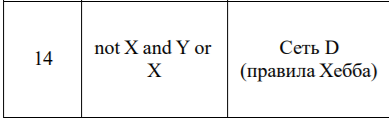 14
not X and Y or
X
Сеть D
(правила Хебба)